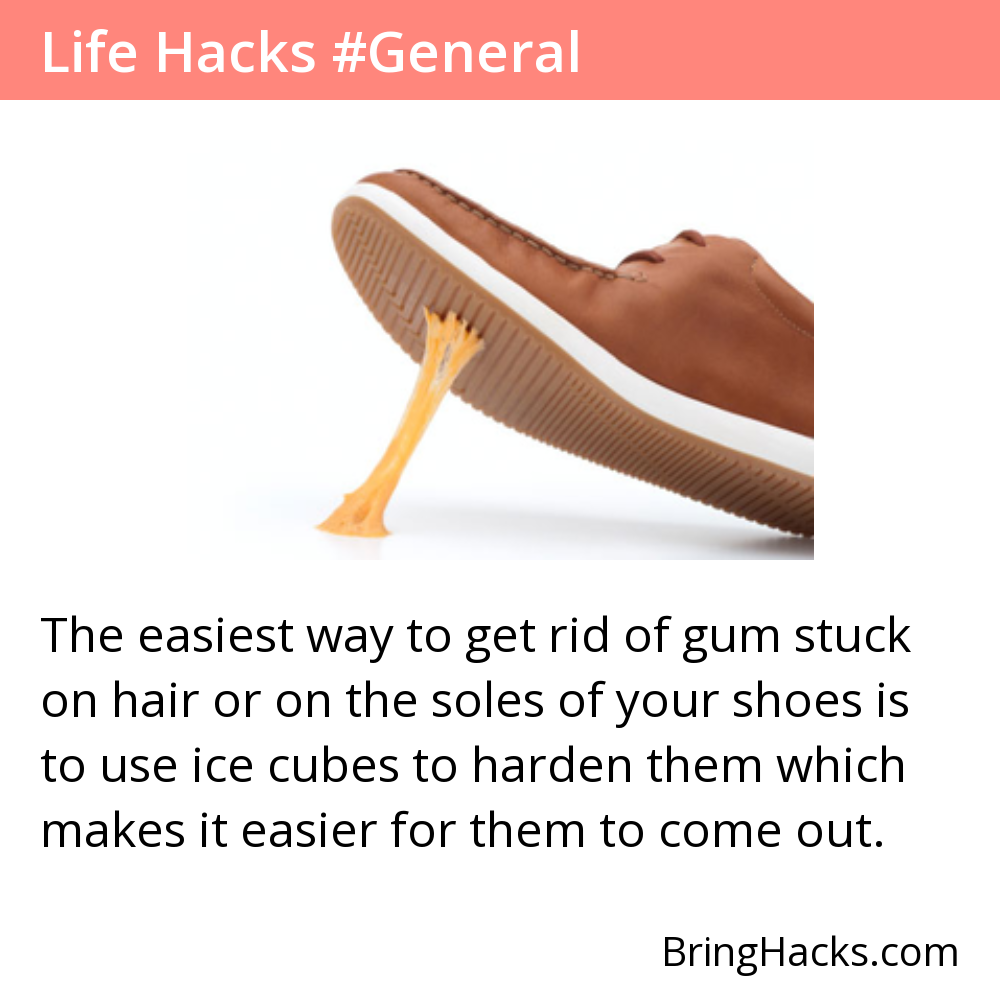 Life Hacks #General
The easiest way to get rid of gum stuck
on hair or on the soles of your shoes is
to use ice cubes to harden them which
makes it easier for them to come out.
BringHacks.com